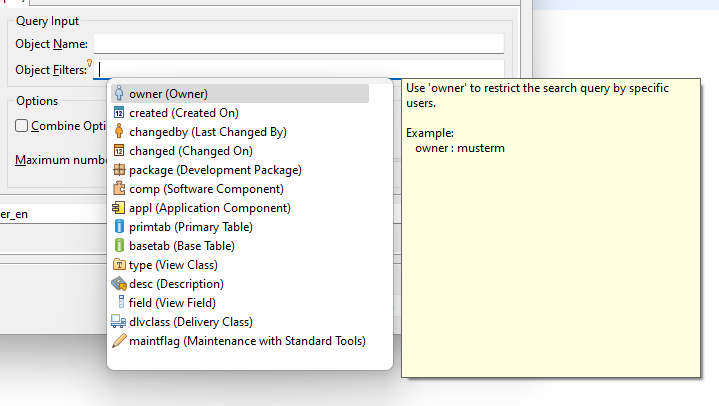 Query Input
Object Name:
Object Filters:
owner (Owner)
created (Created On)
changedby (Last Changed By)
changed (Changed On)
package (Development Package)
comp (Software Component)
appl (Application Component)
primtab (Primary Table)
basetab (Base Table)
type (View Class)
desc (Description)
field (View Field)
dlvclass (Delivery Class)
maintflag (Maintenance with Standard Tools)
Use 'owner' to restrict the search query by specific
users.
Example:
owner : musterm
Options
Combine Opti
Maximum numbe
er_en